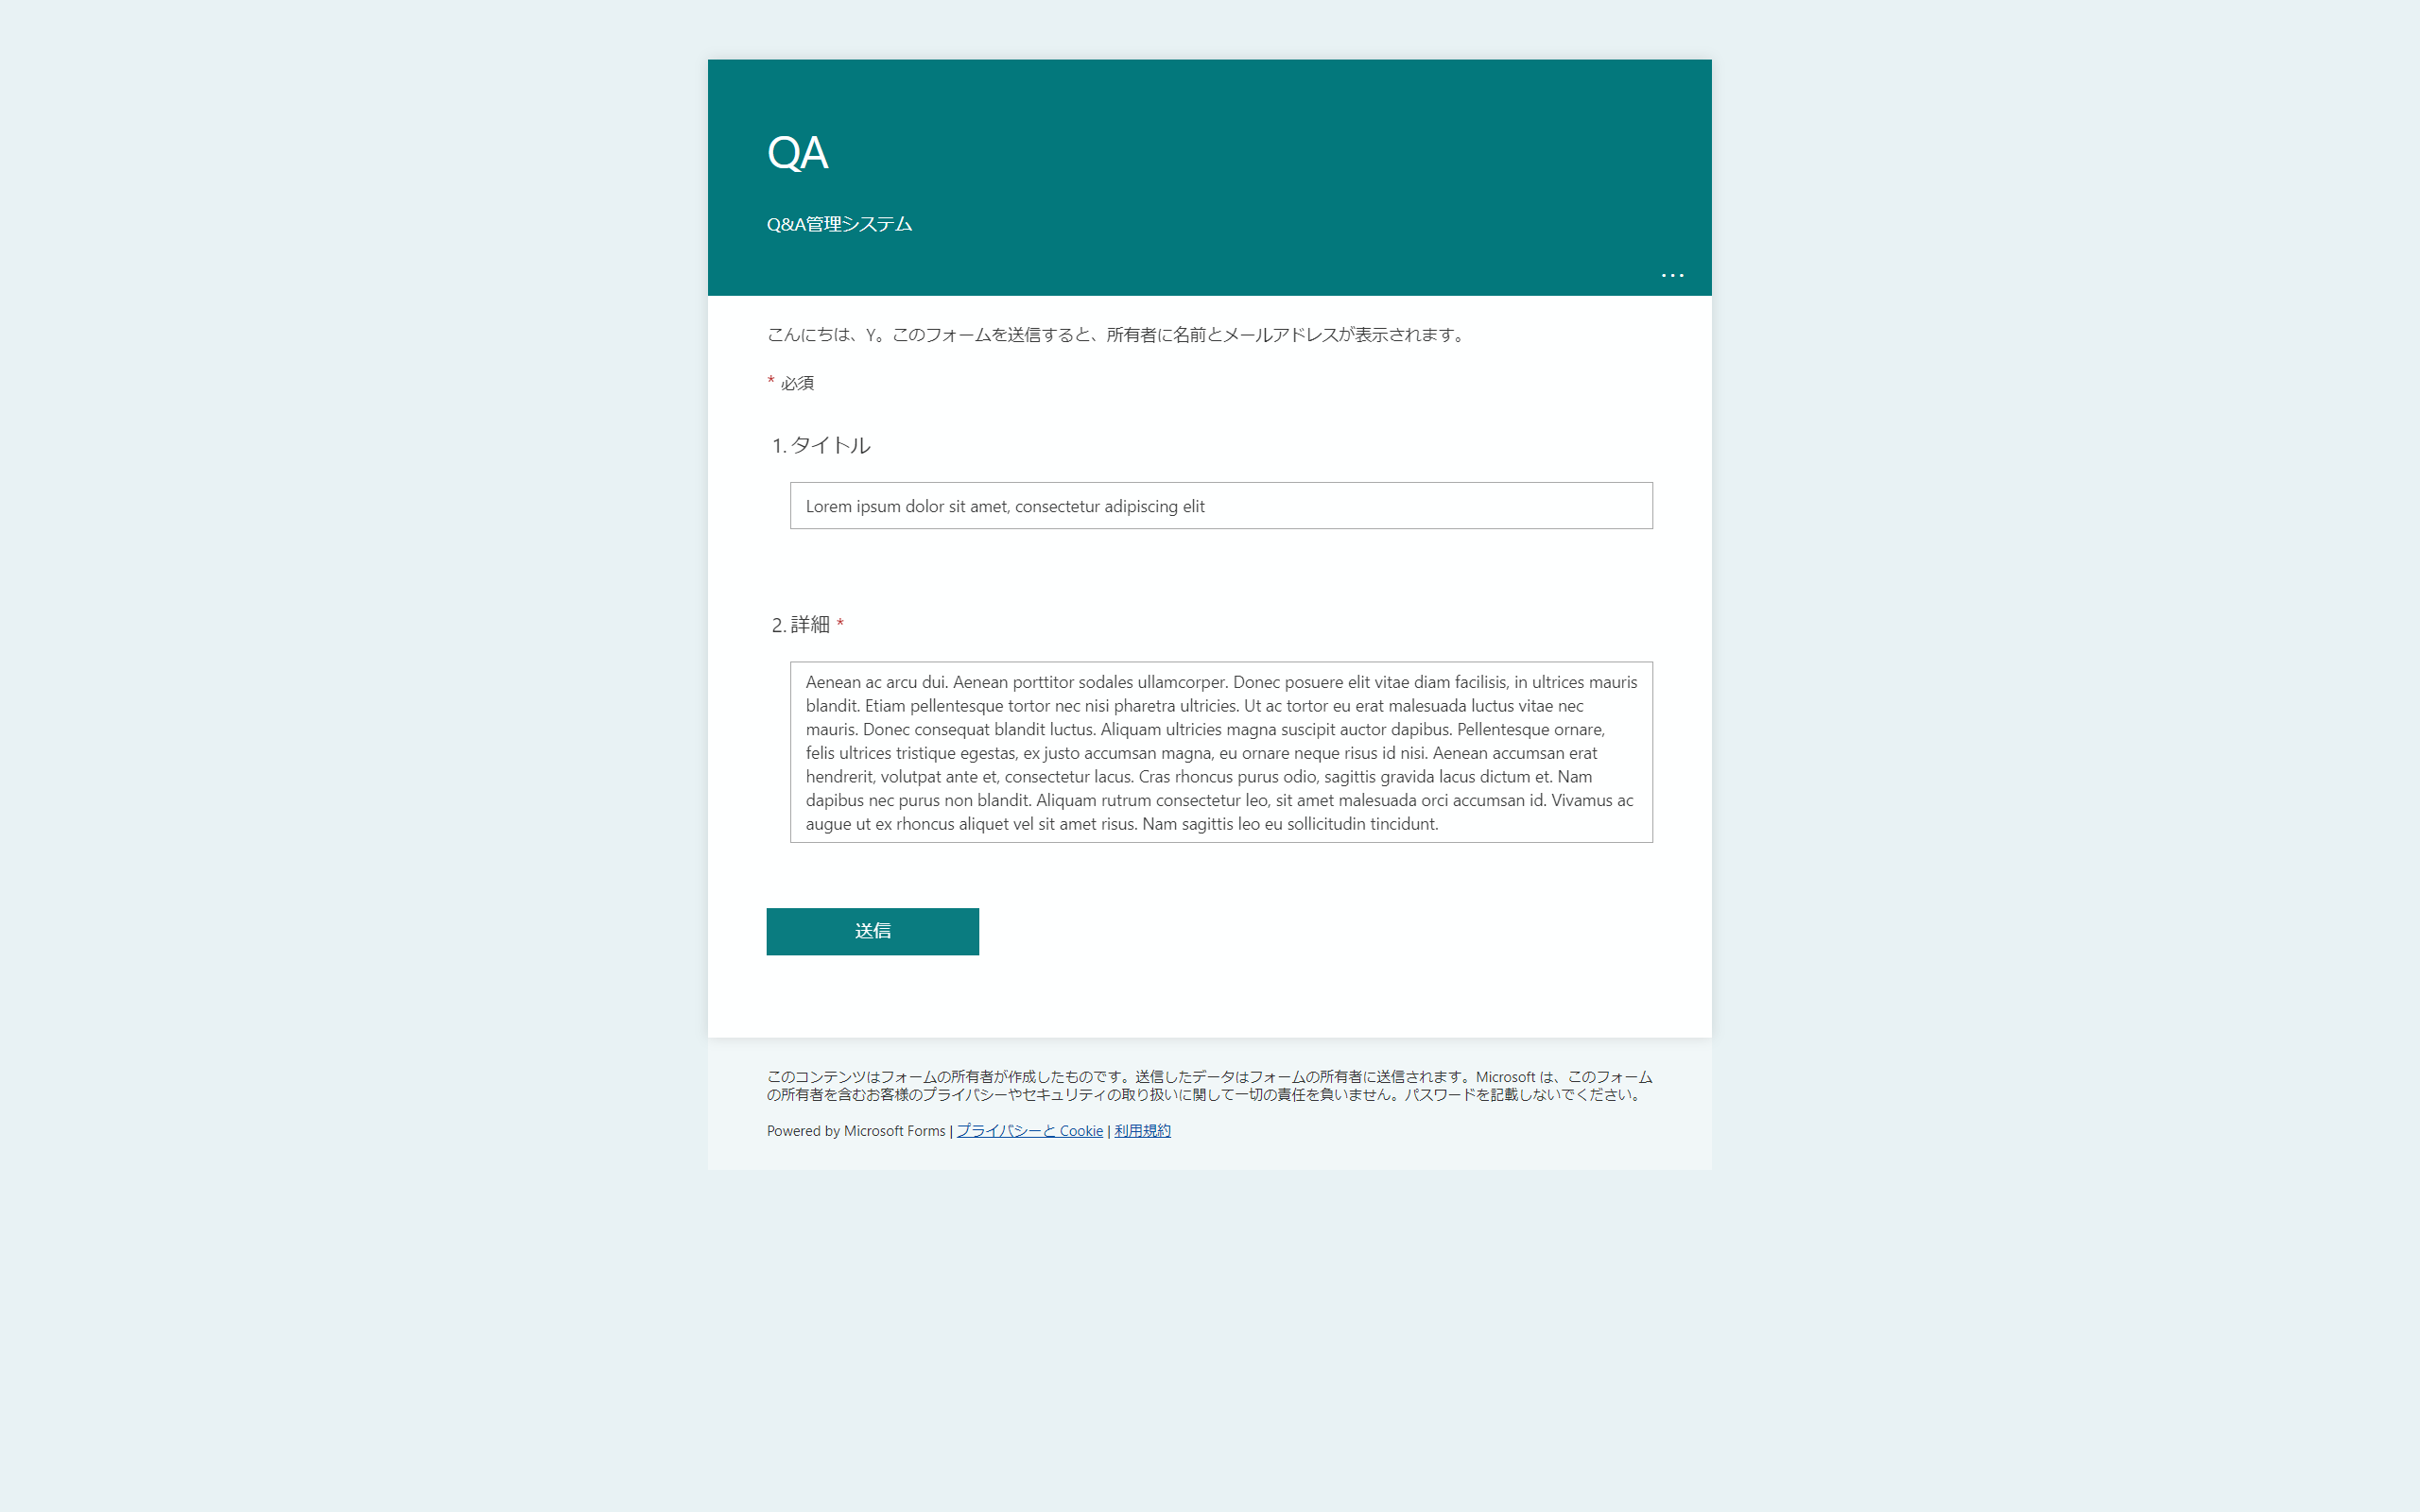 QA
Q&A管理システム
...
こんにちは、Y。このフォームを送信すると、所有者に名前とメールアドレスが表示されます。
* 必須
1. タイトル
Lorem ipsum dolor sit amet, consectetur adipiscing elit
2. 詳細 *
Aenean ac arcu dui. Aenean porttitor sodales ullamcorper. Donec posuere elit vitae diam facilisis, in ultrices mauris
blandit. Etiam pellentesque tortor nec nisi pharetra ultricies. Ut ac tortor eu erat malesuada luctus vitae nec
mauris. Donec consequat blandit luctus. Aliquam ultricies magna suscipit auctor dapibus. Pellentesque ornare,
felis ultrices tristique egestas, ex justo accumsan magna, eu ornare neque risus id nisi. Aenean accumsan erat
hendrerit, volutpat ante et, consectetur lacus. Cras rhoncus purus odio, sagittis gravida lacus dictum et. Nam
dapibus nec purus non blandit. Aliquam rutrum consectetur leo, sit amet malesuada orci accumsan id. Vivamus ac
augue ut ex rhoncus aliquet vel sit amet risus. Nam sagittis leo eu sollicitudin tincidunt.
送信
このコンテンツはフォームの所有者が作成したものです。送信したデータはフォームの所有者に送信されます。Microsoft は、このフォーム
の所有者を含むお客様のプライバシーやセキュリティの取り扱いに関して一切の責任を負いません。パスワードを記載しないでください。
Powered by Microsoft Forms | プライバシーと Cookie | 利用規約